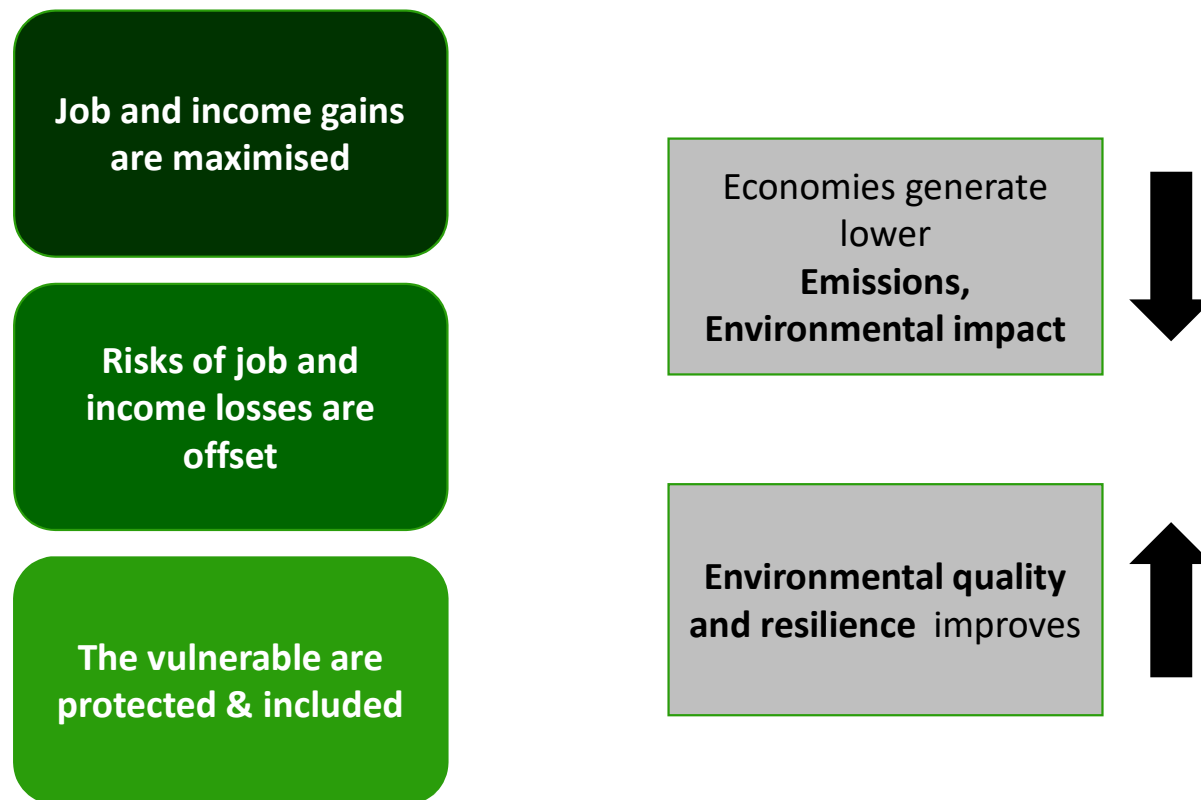 Job and income gains
are maximised
Risks of job and
income losses are
offset
The vulnerable are
protected & included
Economies generate
lower
Emissions,
Environmental impact
Environmental quality
and resilience improves